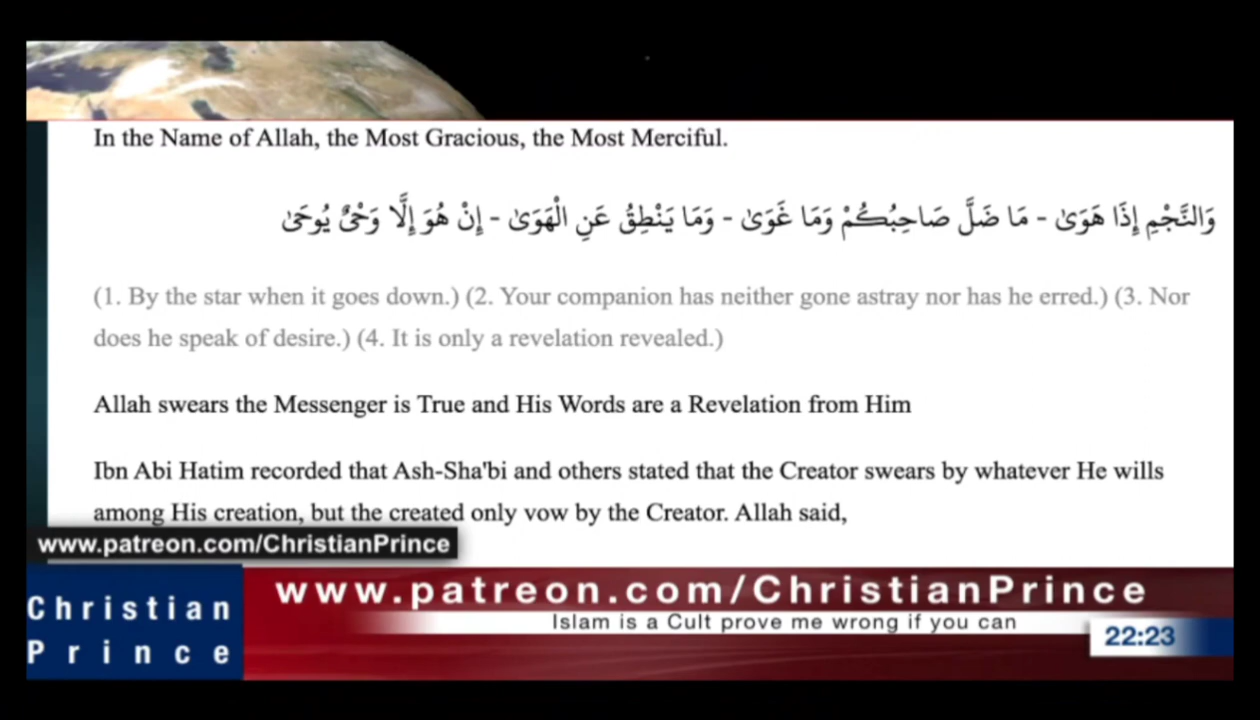 In the Name of Allah, the Most Gracious, the Most Merciful.
وَالنَّجْمِ إِذَا هَوَىٰ - مَا ضَلَّ صَاحِبُكُمْ وَمَا غَوَىٰ - وَمَا يَنْطِقُ عَنِ الْهَوَىٰ - إِنْ هُوَ إِلَّا وَحْىٌ يُوحَىٰ
(1. By the star when it goes down.) (2. Your companion has neither gone astray nor has he erred.) (3. Nor
does he speak of desire.) (4. It is only a revelation revealed.)
Allah swears the Messenger is True and His Words are a Revelation from Him
Ibn Abi Hatim recorded that Ash-Sha'bi and others stated that the Creator swears by whatever He wills
among His creation, but the created only vow by the Creator. Allah said,
www.patreon.com/ChristianPrince
Christian
Prince
www.patreon.com/ChristianPrince
Islam is a Cult prove me wrong if you can
22:23